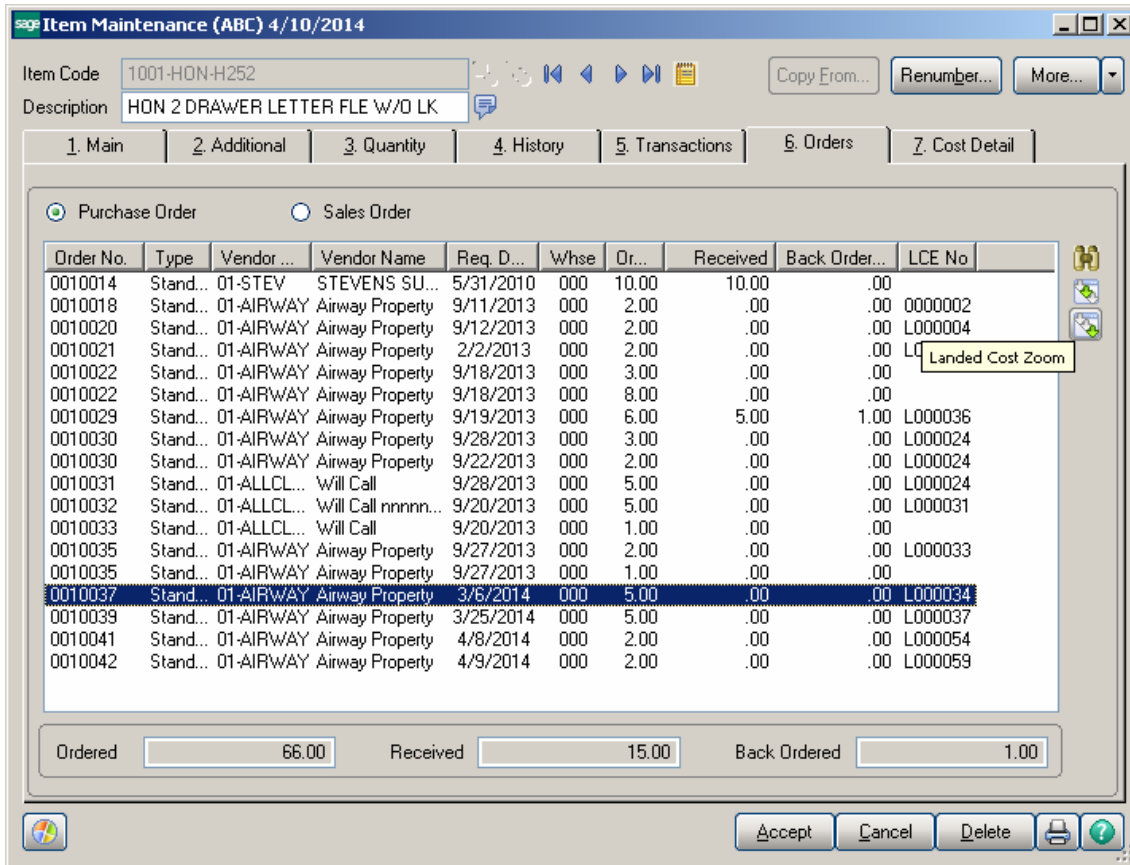 sage Item Maintenance (ABC) 4/10/2014
Item Code 1001-HON-H252 Copy From... Renumber... More...
Description HON 2 DRAWER LETTER FLE W/O LK
1. Main 2. Additional 3. Quantity 4. History 5. Transactions 6. Orders 7. Cost Detail
Purchase Order Sales Order
Order No. Type Vendor ... Vendor Name Req. D... Whse Or... Received Back Order... LCE No
0010014 Stand... 01-STEV STEVENS SU... 5/31/2010 000 10.00 10.00 .00
0010018 Stand... 01-AIRWAY Airway Property 9/11/2013 000 2.00 .00 .00 0000002
0010020 Stand... 01-AIRWAY Airway Property 9/12/2013 000 2.00 .00 .00 L000004
0010021 Stand... 01-AIRWAY Airway Property 2/2/2013 000 2.00 .00 .00
Landed Cost Zoom
0010022 Stand... 01-AIRWAY Airway Property 9/18/2013 000 3.00 .00 .00
0010022 Stand... 01-AIRWAY Airway Property 9/18/2013 000 8.00 .00 .00
0010029 Stand... 01-AIRWAY Airway Property 9/19/2013 000 6.00 5.00 1.00 L000036
0010030 Stand... 01-AIRWAY Airway Property 9/28/2013 000 3.00 .00 .00 L000024
0010030 Stand... 01-AIRWAY Airway Property 9/22/2013 000 2.00 .00 .00 L000024
0010031 Stand... 01-ALLCL... Will Call 9/28/2013 000 5.00 .00 .00 L000024
0010032 Stand... 01-ALLCL... Will Call nnnnn... 9/20/2013 000 5.00 .00 .00 L000031
0010033 Stand... 01-ALLCL... Will Call 9/20/2013 000 1.00 .00 .00
0010035 Stand... 01-AIRWAY Airway Property 9/27/2013 000 2.00 .00 .00 L000033
0010035 Stand... 01-AIRWAY Airway Property 9/27/2013 000 1.00 .00 .00
0010037 Stand... 01-AIRWAY Airway Property 3/6/2014 000 5.00 .00 .00 L000034
0010039 Stand... 01-AIRWAY Airway Property 3/25/2014 000 5.00 .00 .00 L000037
0010041 Stand... 01-AIRWAY Airway Property 4/8/2014 000 2.00 .00 .00 L000054
0010042 Stand... 01-AIRWAY Airway Property 4/9/2014 000 2.00 .00 .00 L000059
Ordered 66.00 Received 15.00 Back Ordered 1.00
Accept Cancel Delete